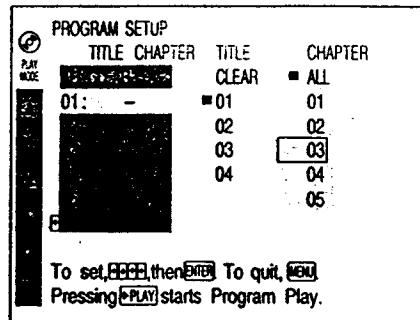 PROGRAM SETUP
PLAY MODE
TITLE CHAPTER TITLE CHAPTER
CLEAR ALL
01: – 01 01
02 02
03 03
04 04
05
To set, then ENTER To quit, MENU
Pressing PLAY starts Program Play.